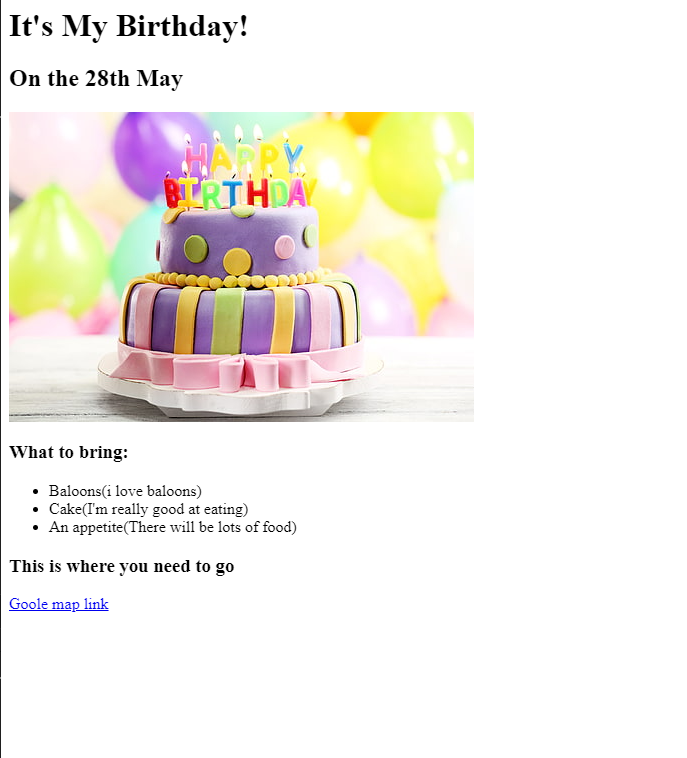 It's My Birthday!
On the 28th May
HAPPY
BIRTHDAY
What to bring:
Baloons(i love baloons)
Cake(I'm really good at eating)
An appetite(There will be lots of food)
This is where you need to go
Goole map link